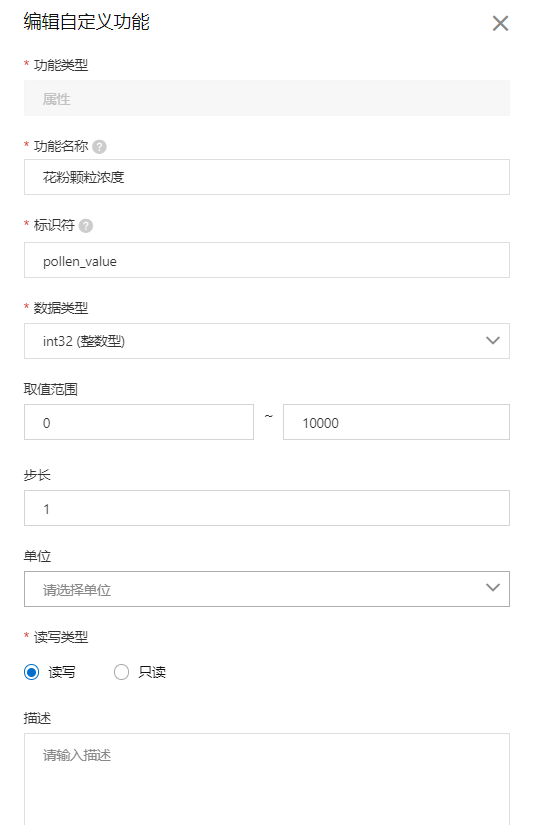 编辑自定义功能
* 功能类型
属性
* 功能名称 ?
花粉颗粒浓度
* 标识符 ?
pollen_value
* 数据类型
int32 (整数型)
取值范围
0 ~ 10000
步长
1
单位
请选择单位
* 读写类型
读写 只读
描述
请输入描述